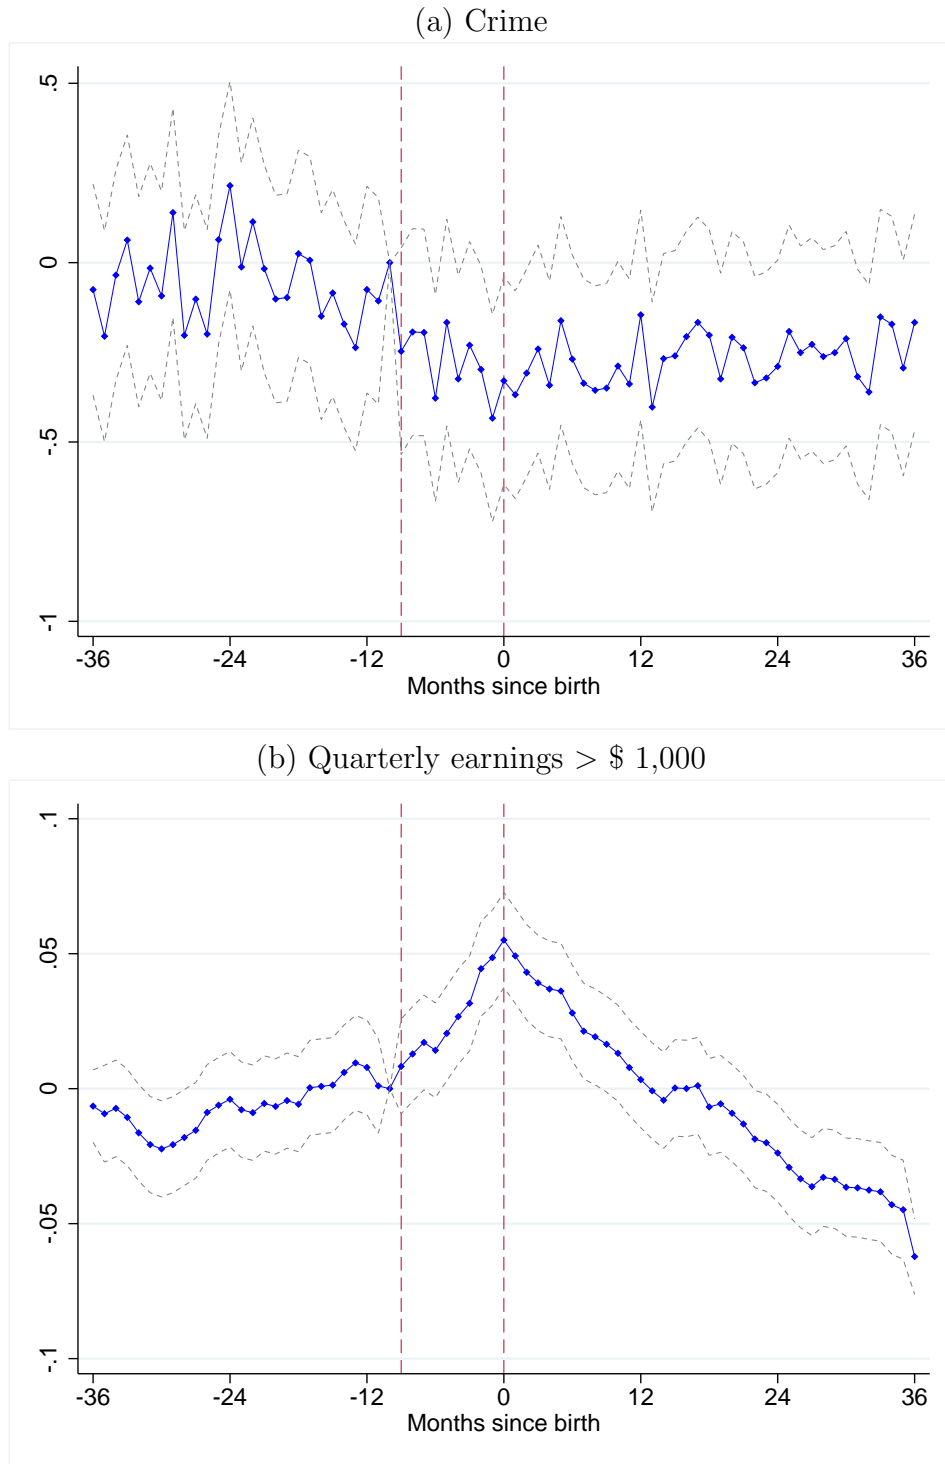 (a) Crime
.5
0
-.5
-1
-36 -24 -12 0 12 24 36
Months since birth
(b) Quarterly earnings > $ 1,000
.1
.05
0
-.05
-.1
-36 -24 -12 0 12 24 36
Months since birth